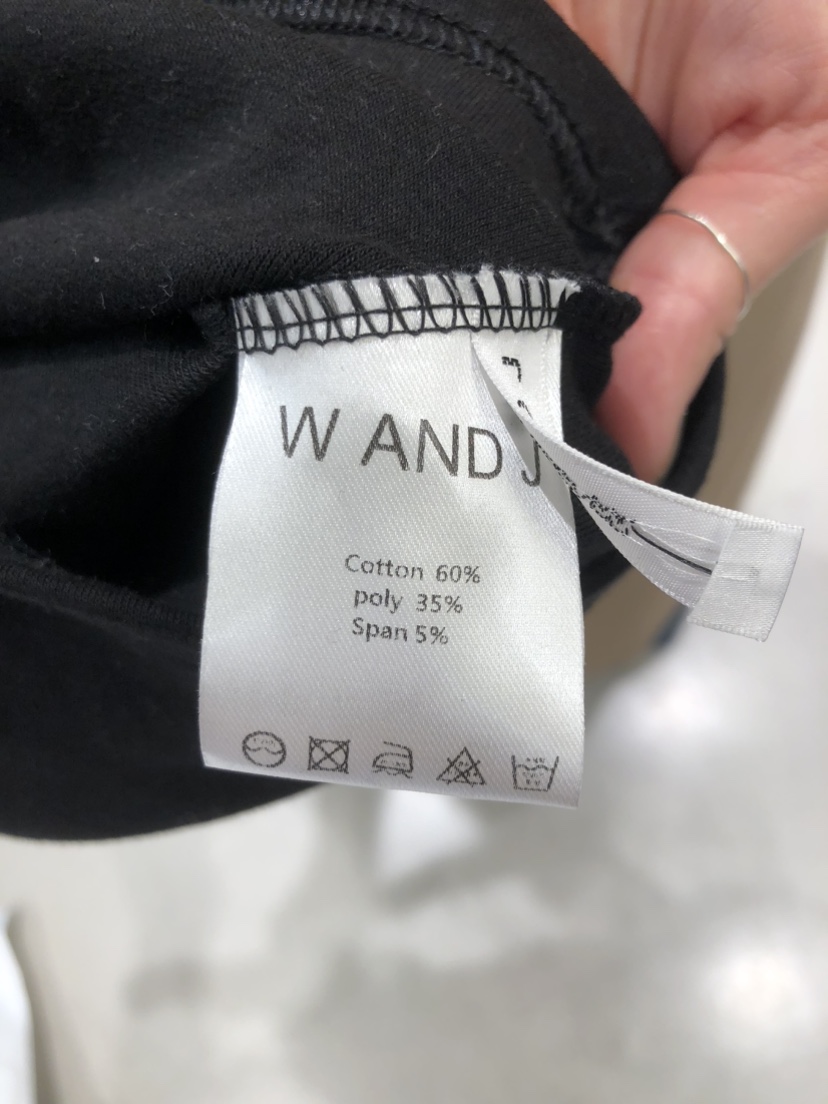 W AND J
Cotton 60%
poly 35%
Span 5%